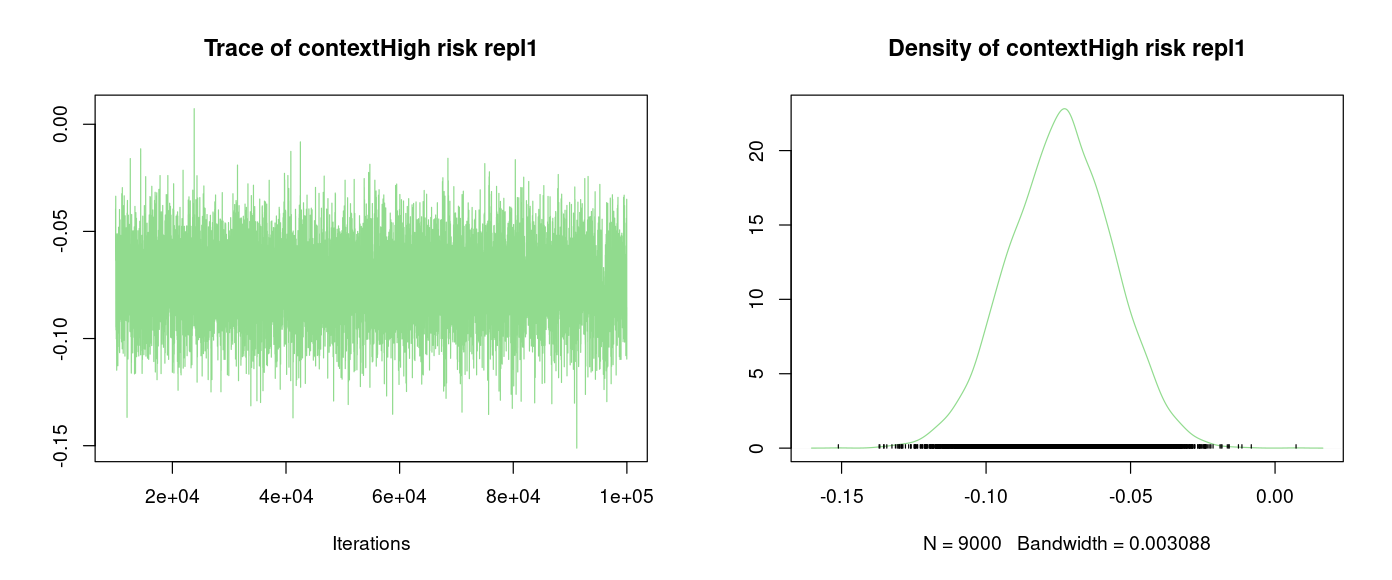 Trace of contextHigh risk repl1
0.00
-0.05
-0.10
-0.15
2e+04 4e+04 6e+04 8e+04 1e+05
Iterations
Density of contextHigh risk repl1
20
15
10
5
0
-0.15 -0.10 -0.05 0.00
N = 9000 Bandwidth = 0.003088